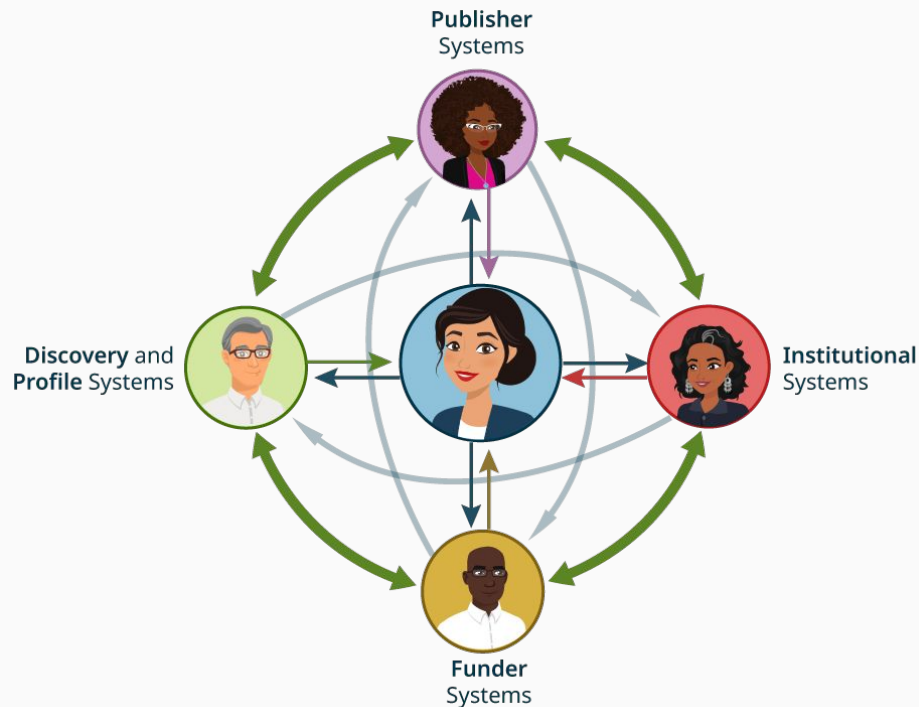 Publisher
Systems
Discovery and
Profile Systems
Institutional
Systems
Funder
Systems